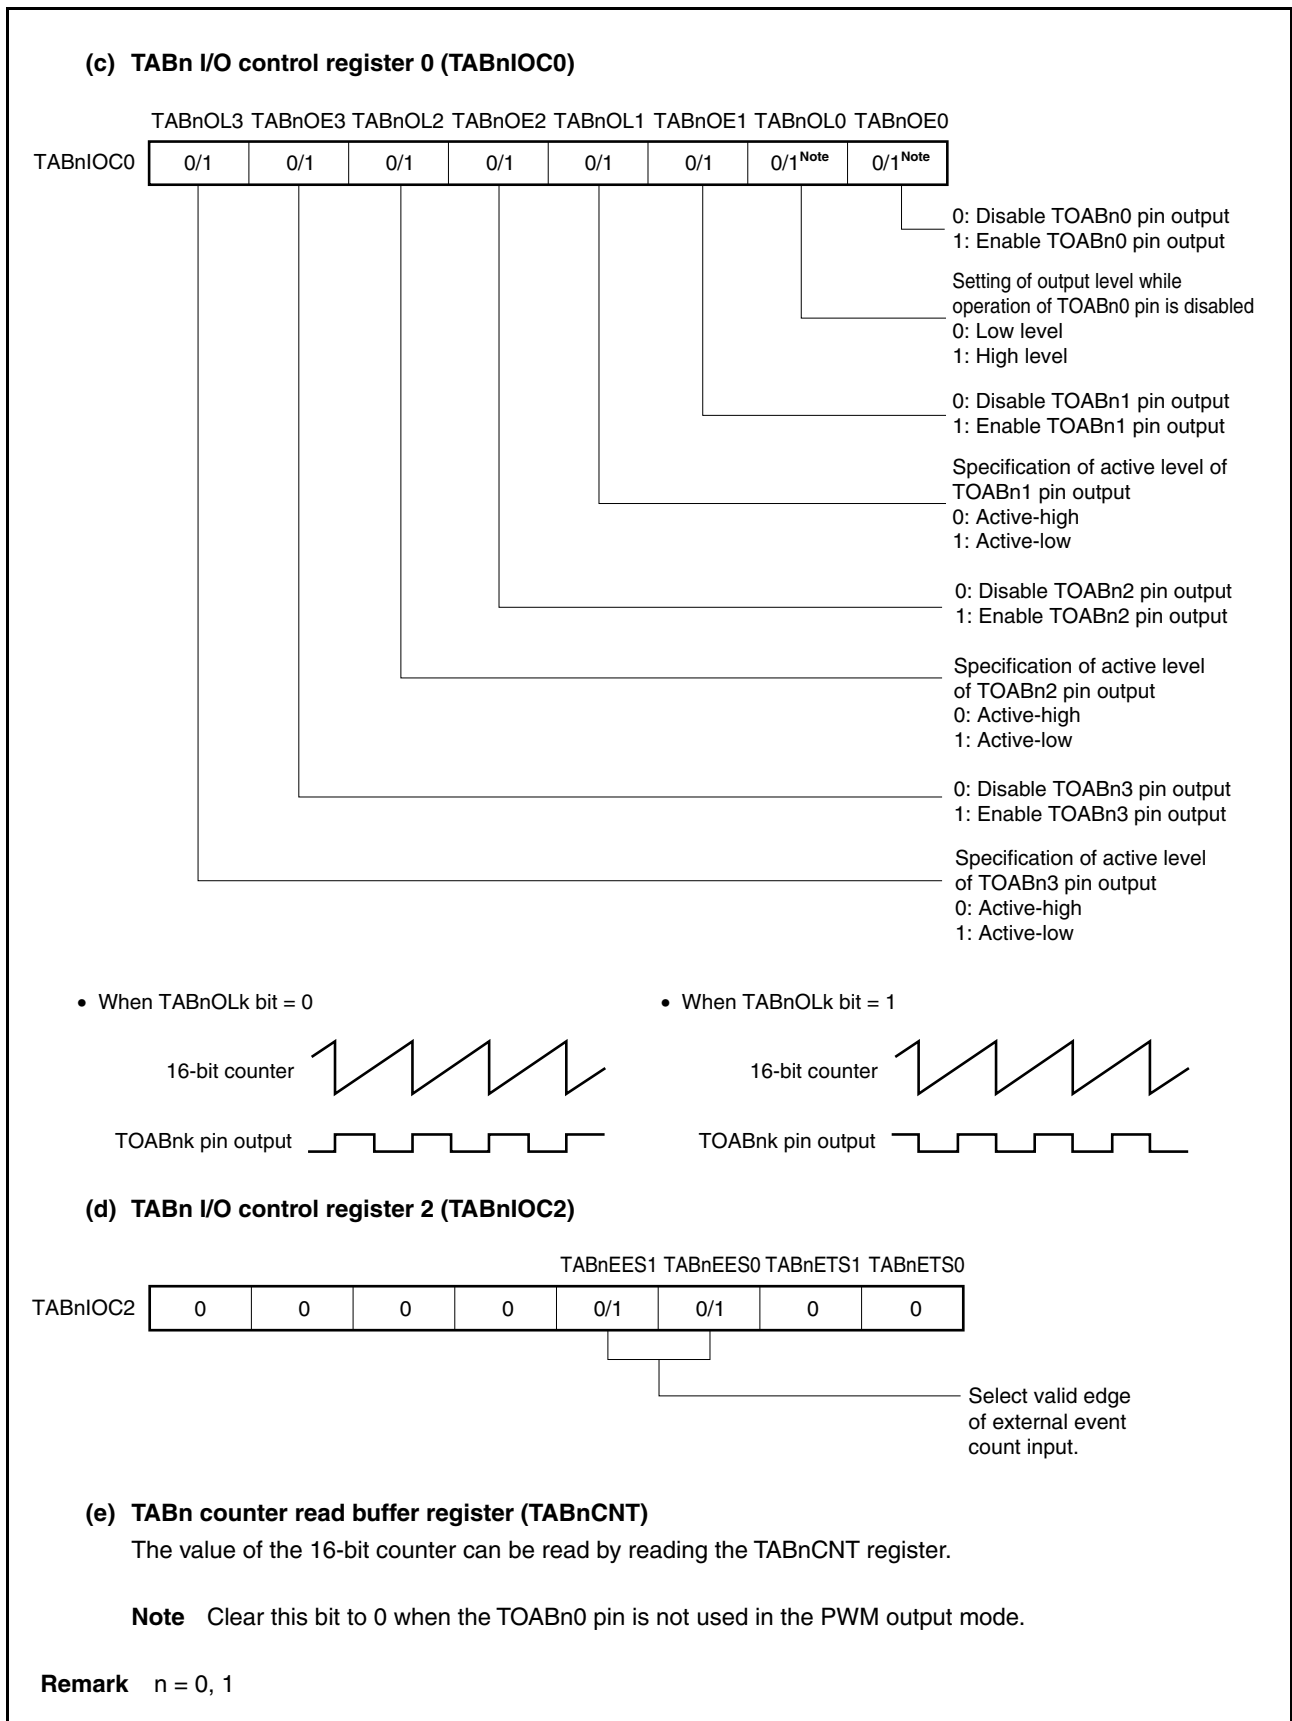 (c) TABn I/O control register 0 (TABnIOC0)
TABnOL3 TABnOE3 TABnOL2 TABnOE2 TABnOL1 TABnOE1 TABnOL0 TABnOE0
TABnIOC0 0/1 0/1 0/1 0/1 0/1 0/1 0/1Note 0/1Note
0: Disable TOABn0 pin output
1: Enable TOABn0 pin output
Setting of output level while
operation of TOABn0 pin is disabled
0: Low level
1: High level
0: Disable TOABn1 pin output
1: Enable TOABn1 pin output
Specification of active level of
TOABn1 pin output
0: Active-high
1: Active-low
0: Disable TOABn2 pin output
1: Enable TOABn2 pin output
Specification of active level
of TOABn2 pin output
0: Active-high
1: Active-low
0: Disable TOABn3 pin output
1: Enable TOABn3 pin output
Specification of active level
of TOABn3 pin output
0: Active-high
1: Active-low
• When TABnOLk bit = 0
16-bit counter
TOABnk pin output
• When TABnOLk bit = 1
16-bit counter
TOABnk pin output
(d) TABn I/O control register 2 (TABnIOC2)
TABnEES1 TABnEES0 TABnETS1 TABnETS0
TABnIOC2 0 0 0 0 0/1 0/1 0 0
Select valid edge
of external event
count input.
(e) TABn counter read buffer register (TABnCNT)
The value of the 16-bit counter can be read by reading the TABnCNT register.
Note Clear this bit to 0 when the TOABn0 pin is not used in the PWM output mode.
Remark n = 0, 1